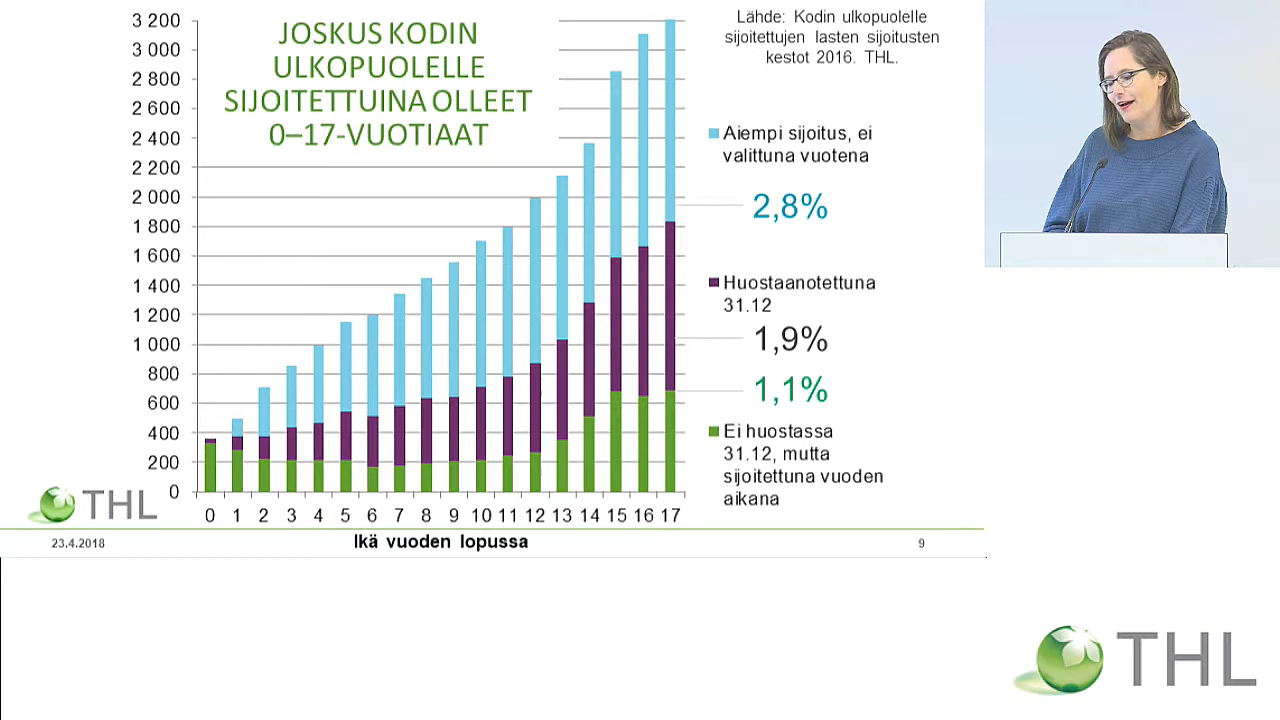 JOSKUS KODIN
ULKOPUOLELLE
SIJOITETTUINA OLLEET
0–17-VUOTIAAT
Lähde: Kodin ulkopuolelle
sijoitettujen lasten sijoitusten
kestot 2016. THL.
3 200
3 000
2 800
2 600
2 400
2 200
2 000
1 800
1 600
1 400
1 200
1 000
800
600
400
200
0
0 1 2 3 4 5 6 7 8 9 10 11 12 13 14 15 16 17
Ikä vuoden lopussa
Aiempi sijoitus, ei
valittuna vuotena
2,8%
Huostaanotettuna
31.12
1,9%
1,1%
Ei huostassa
31.12, mutta
sijoitettuna vuoden
aikana
THL
23.4.2018
9
THL